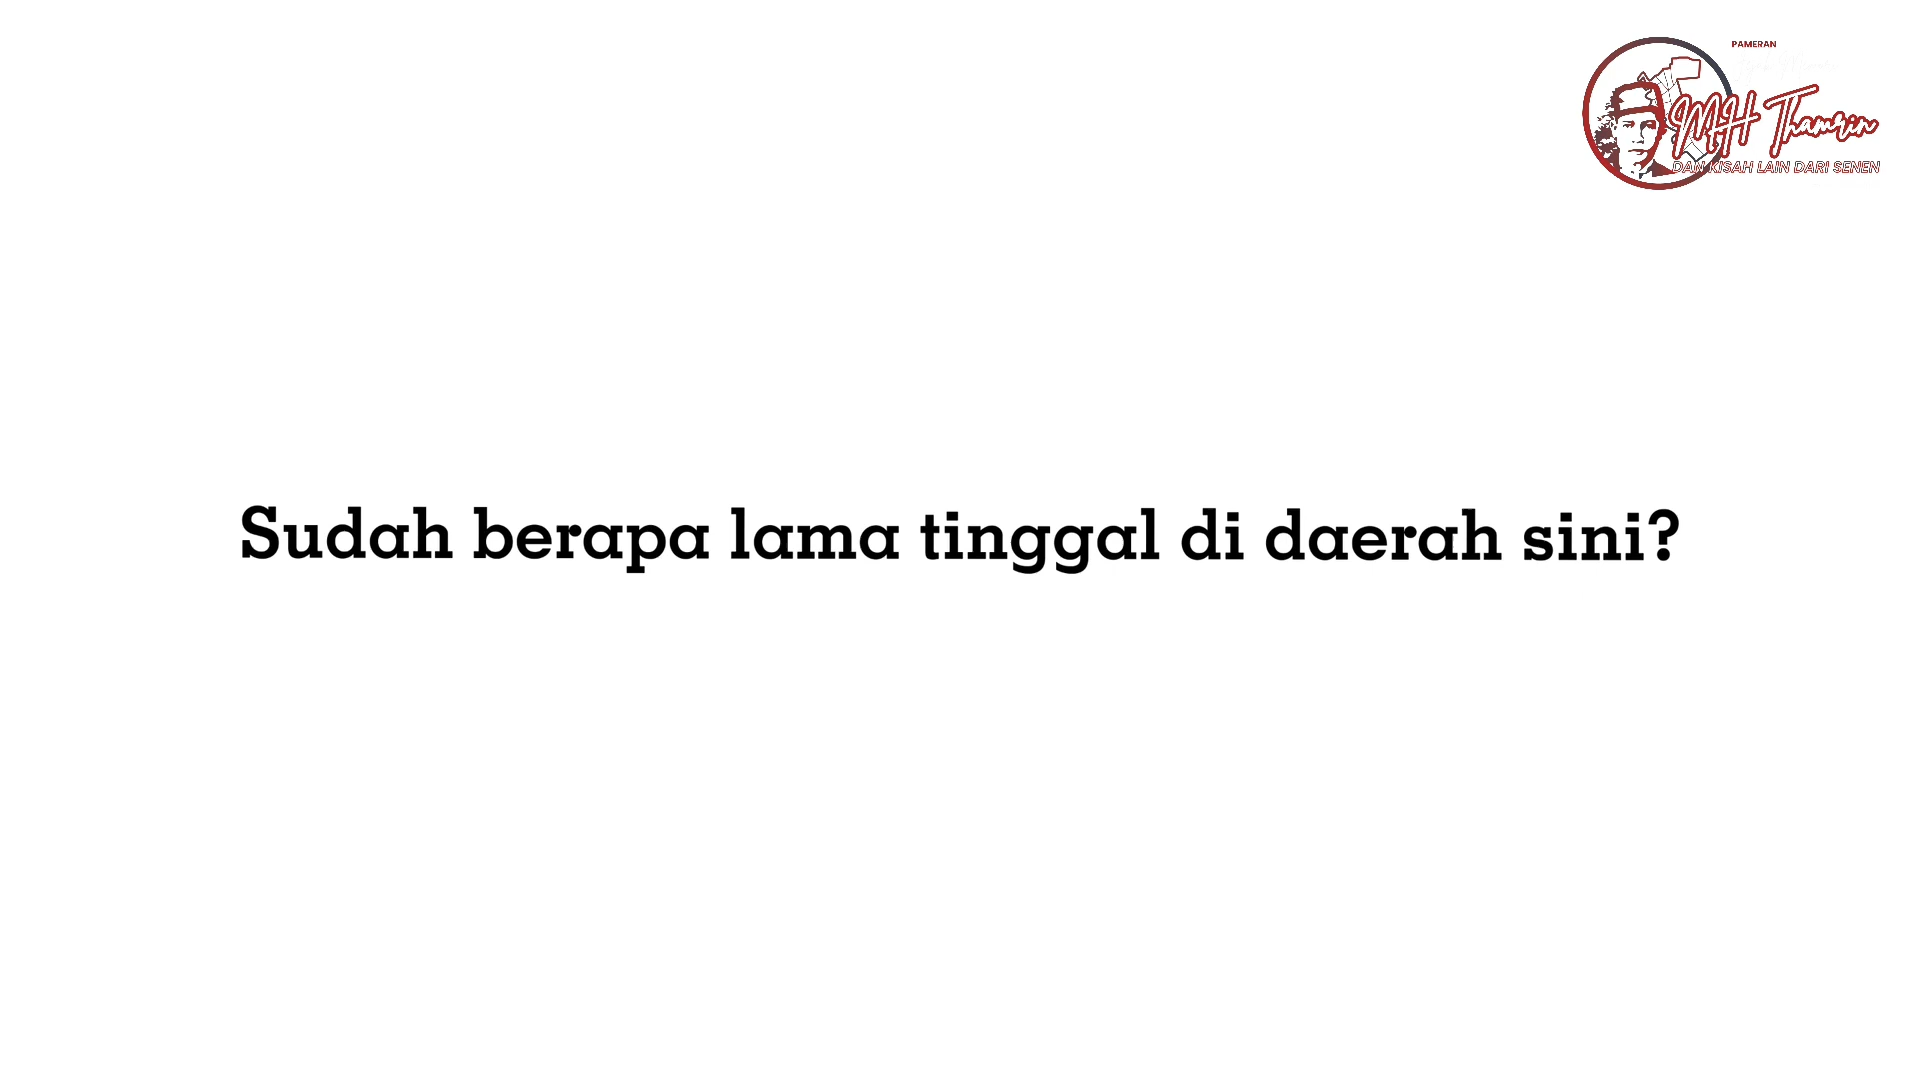 PAMERAN
MH Thamrin
DAN KISAH LAIN DARI SENEN
Sudah berapa lama tinggal di daerah sini?